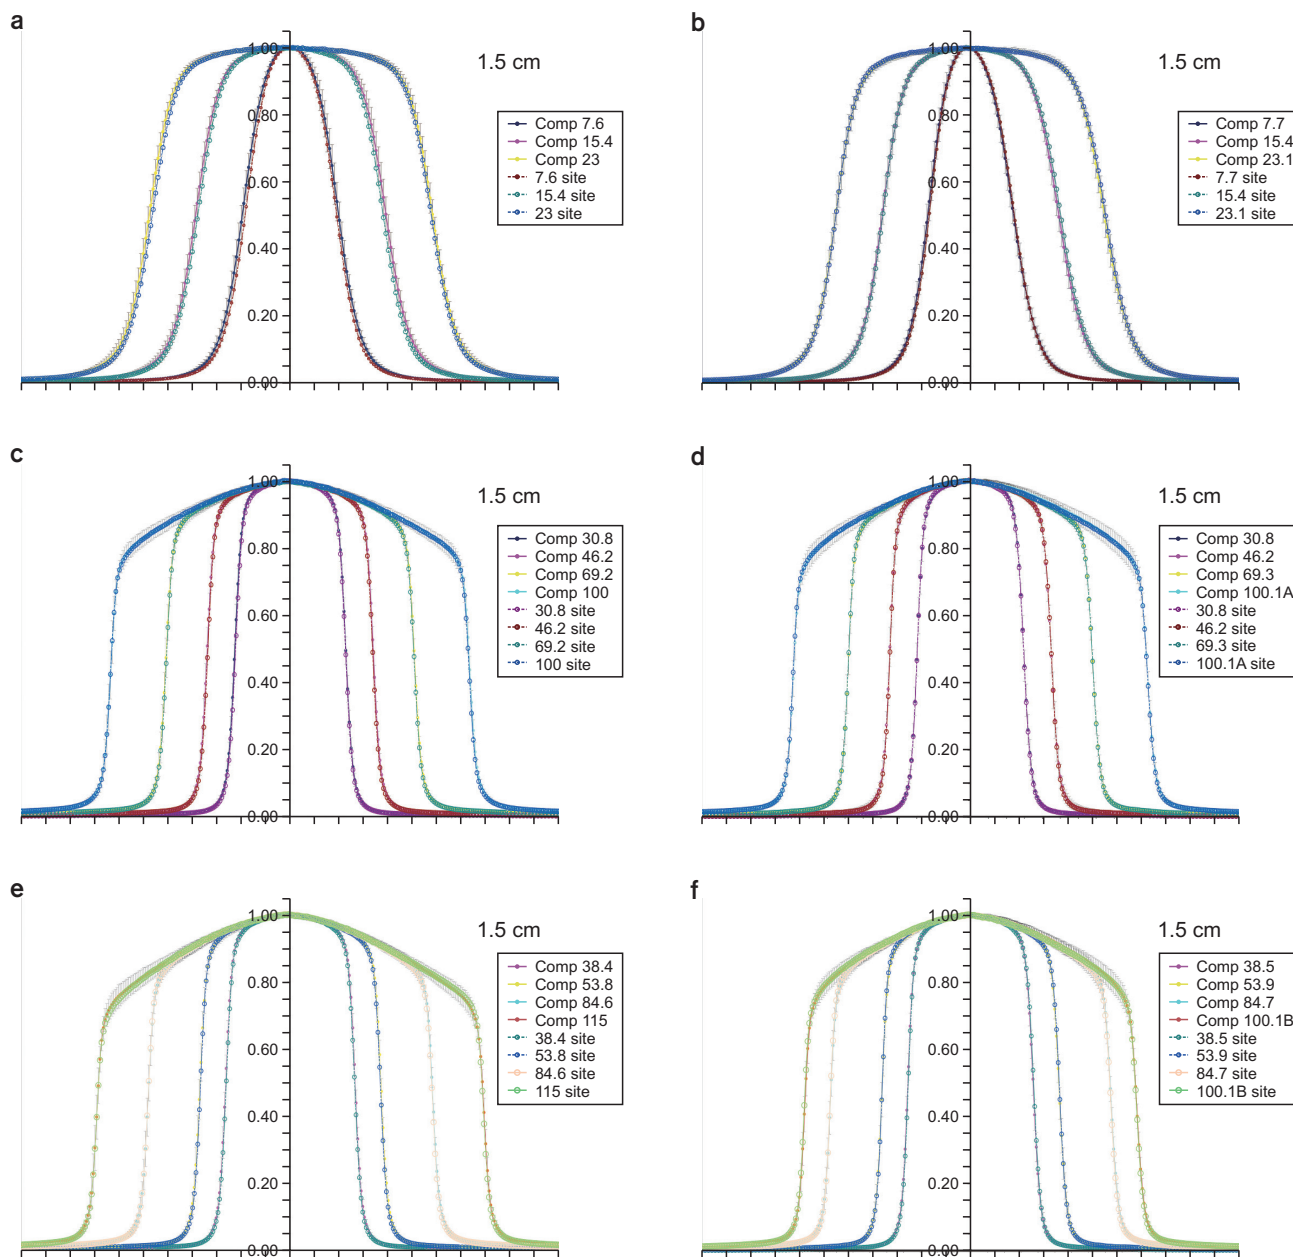 a
1.00
0.80
0.60
0.40
0.20
0.00
1.5 cm
Comp 7.6
Comp 15.4
Comp 23
7.6 site
15.4 site
23 site
b
1.00
0.80
0.60
0.40
0.20
0.00
1.5 cm
Comp 7.7
Comp 15.4
Comp 23.1
7.7 site
15.4 site
23.1 site
c
1.00
0.80
0.60
0.40
0.20
0.00
1.5 cm
Comp 30.8
Comp 46.2
Comp 69.2
Comp 100
30.8 site
46.2 site
69.2 site
100 site
d
1.00
0.80
0.60
0.40
0.20
0.00
1.5 cm
Comp 30.8
Comp 46.2
Comp 69.3
Comp 100.1A
30.8 site
46.2 site
69.3 site
100.1A site
e
1.00
0.80
0.60
0.40
0.20
0.00
1.5 cm
Comp 38.4
Comp 53.8
Comp 84.6
Comp 115
38.4 site
53.8 site
84.6 site
115 site
f
1.00
0.80
0.60
0.40
0.20
0.00
1.5 cm
Comp 38.5
Comp 53.9
Comp 84.7
Comp 100.1B
38.5 site
53.9 site
84.7 site
100.1B site